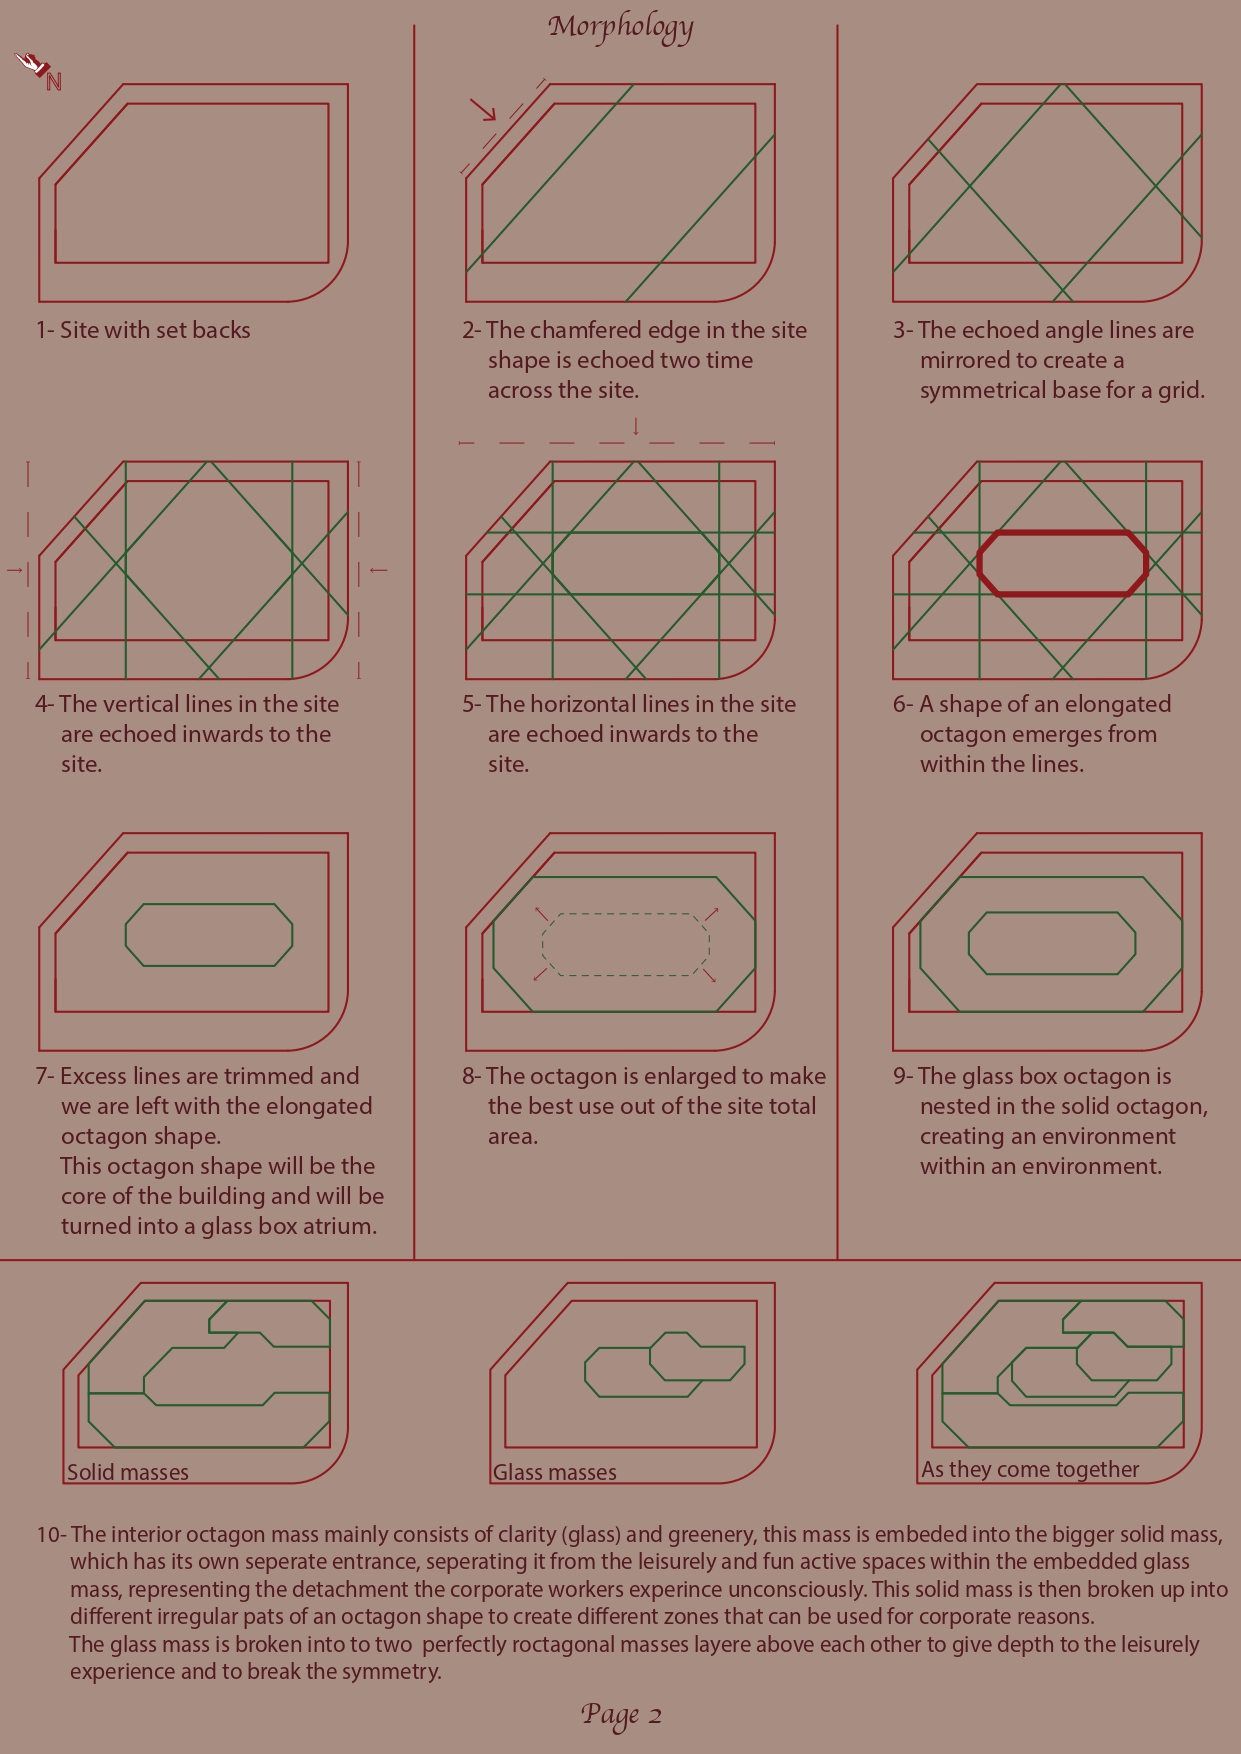 Morphology
N
1- Site with set backs
2- The chamfered edge in the site
shape is echoed two time
across the site.
3- The echoed angle lines are
mirrored to create a
symmetrical base for a grid.
4- The vertical lines in the site
are echoed inwards to the
site.
5- The horizontal lines in the site
are echoed inwards to the
site.
6- A shape of an elongated
octagon emerges from
within the lines.
7- Excess lines are trimmed and
we are left with the elongated
octagon shape.
This octagon shape will be the
core of the building and will be
turned into a glass box atrium.
8- The octagon is enlarged to make
the best use out of the site total
area.
9- The glass box octagon is
nested in the solid octagon,
creating an environment
within an environment.
Solid masses
Glass masses
As they come together
10- The interior octagon mass mainly consists of clarity (glass) and greenery, this mass is embeded into the bigger solid mass,
which has its own seperate entrance, seperating it from the leisurely and fun active spaces within the embedded glass
mass, representing the detachment the corporate workers experince unconsciously. This solid mass is then broken up into
different irregular pats of an octagon shape to create different zones that can be used for corporate reasons.
The glass mass is broken into to two perfectly roctagonal masses layere above each other to give depth to the leisurely
experience and to break the symmetry.
Page 2